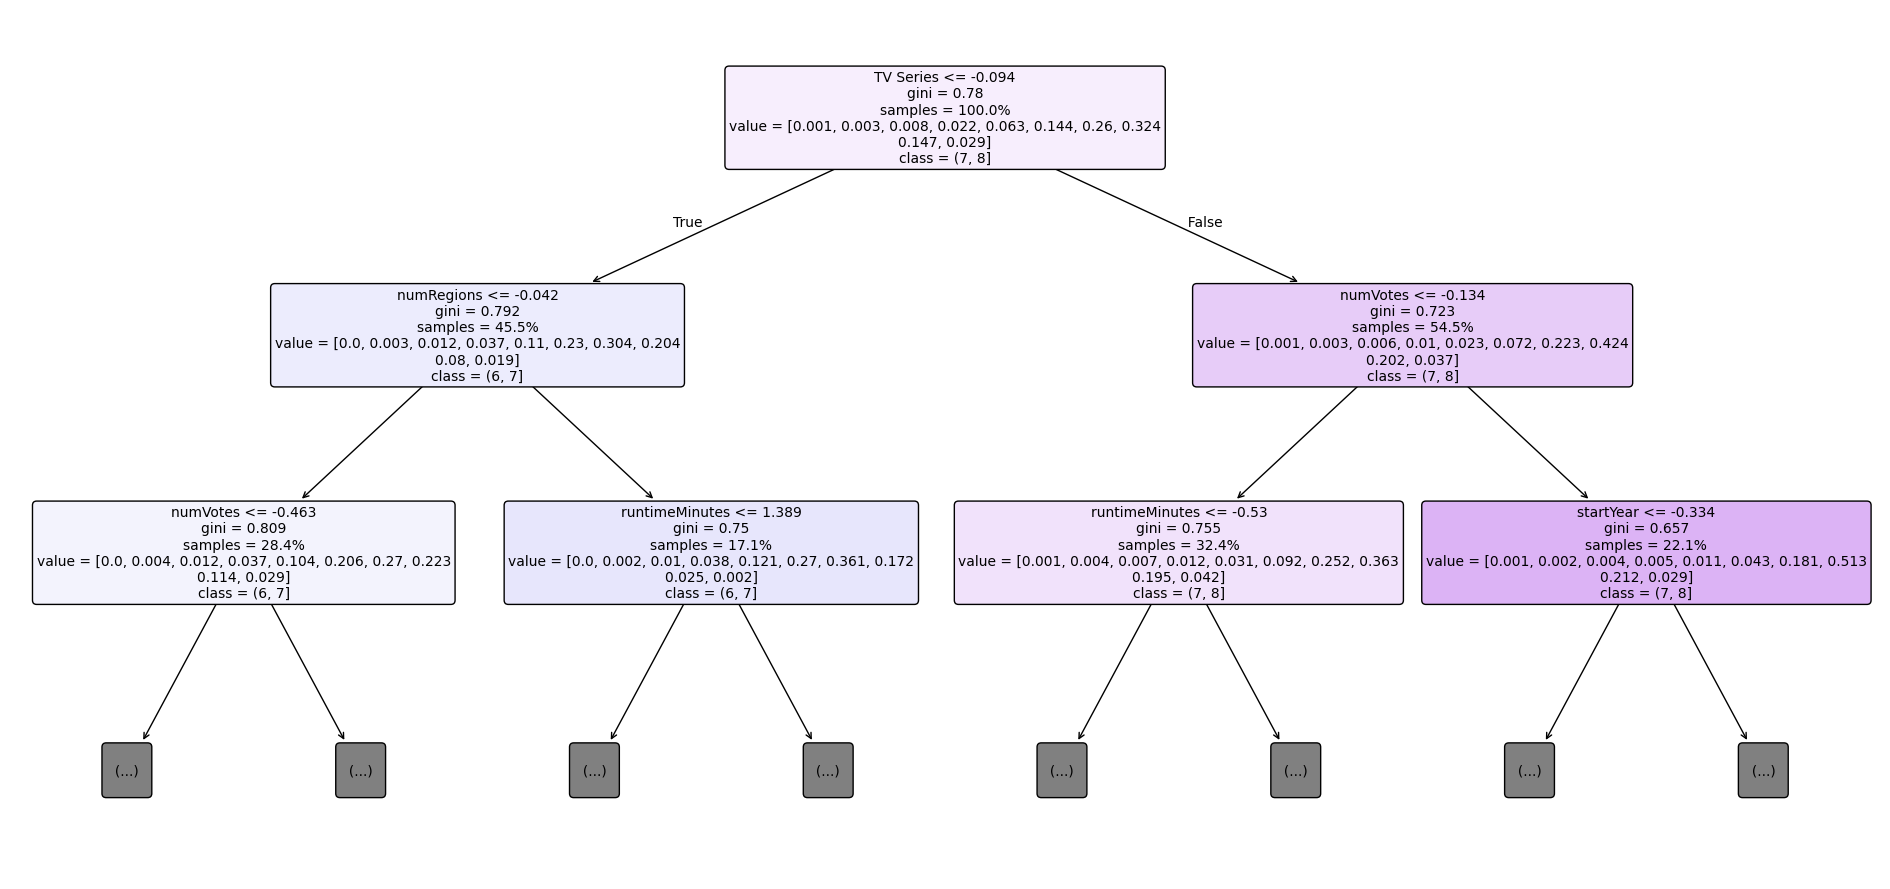 TV Series <= -0.094
gini = 0.78
samples = 100.0%
value = [0.001, 0.003, 0.008, 0.022, 0.063, 0.144, 0.26, 0.324
0.147, 0.029]
class = (7, 8]
True
False
numRegions <= -0.042
gini = 0.792
samples = 45.5%
value = [0.0, 0.003, 0.012, 0.037, 0.11, 0.23, 0.304, 0.204
0.08, 0.019]
class = (6, 7]
numVotes <= -0.134
gini = 0.723
samples = 54.5%
value = [0.001, 0.003, 0.006, 0.01, 0.023, 0.072, 0.223, 0.424
0.202, 0.037]
class = (7, 8]
numVotes <= -0.463
gini = 0.809
samples = 28.4%
value = [0.0, 0.004, 0.012, 0.037, 0.104, 0.206, 0.27, 0.223
0.114, 0.029]
class = (6, 7]
runtimeMinutes <= 1.389
gini = 0.75
samples = 17.1%
value = [0.0, 0.002, 0.01, 0.038, 0.121, 0.27, 0.361, 0.172
0.025, 0.002]
class = (6, 7]
runtimeMinutes <= -0.53
gini = 0.755
samples = 32.4%
value = [0.001, 0.004, 0.007, 0.012, 0.031, 0.092, 0.252, 0.363
0.195, 0.042]
class = (7, 8]
startYear <= -0.334
gini = 0.657
samples = 22.1%
value = [0.001, 0.002, 0.004, 0.005, 0.011, 0.043, 0.181, 0.513
0.212, 0.029]
class = (7, 8]
(...)
(...)
(...)
(...)
(...)
(...)
(...)
(...)